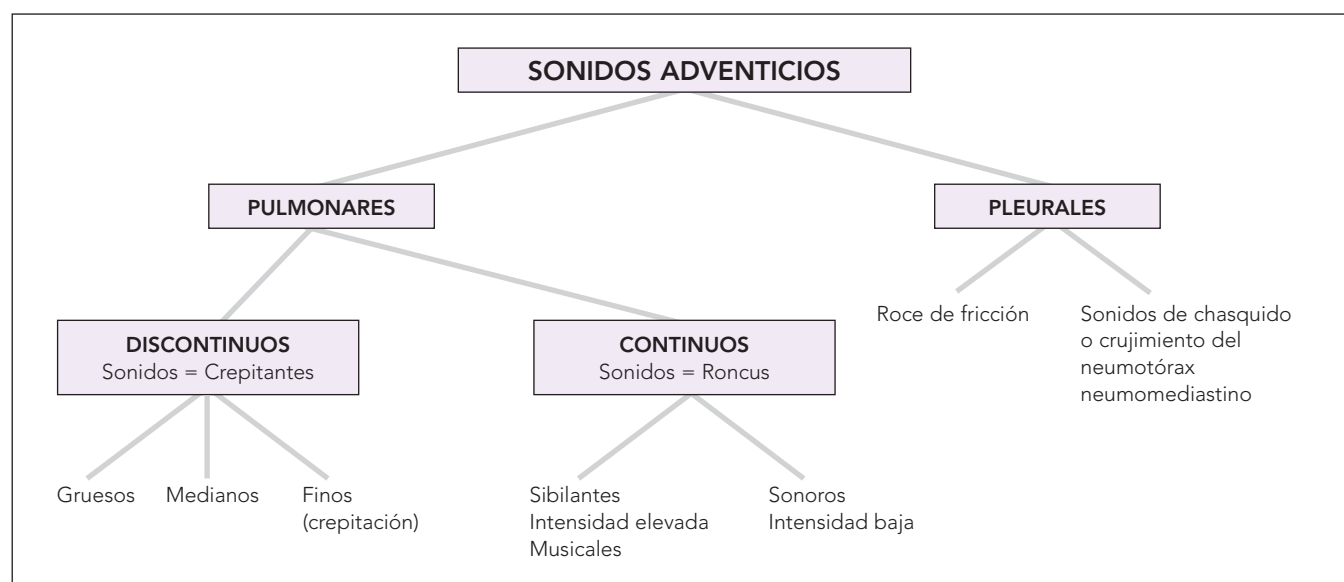 SONIDOS ADVENTICIOS
PULMONARES
PLEURALES
Roce de fricción
Sonidos de chasquido
o crujimiento del
neumotórax
neumomediastino
DISCONTINUOS
Sonidos = Crepitantes
CONTINUOS
Sonidos = Roncus
Gruesos
Medianos
Finos
(crepitación)
Sibilantes
Intensidad elevada
Musicales
Sonoros
Intensidad baja